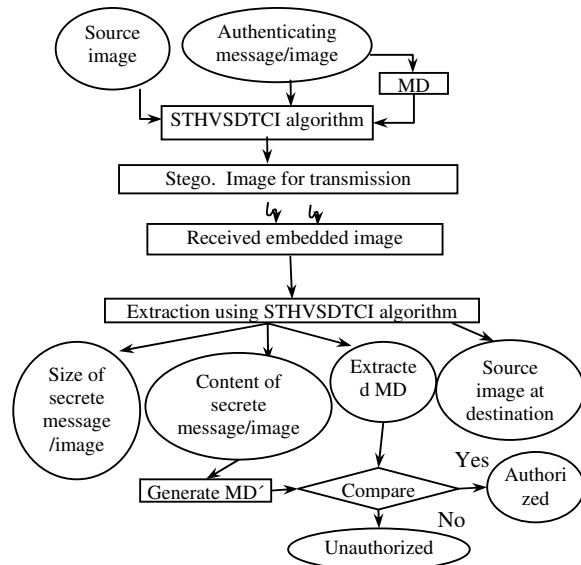 Source
image
Authenticating
message/image
MD
STHVSDTCI algorithm
Stego. Image for transmission
Received embedded image
Extraction using STHVSDTCI algorithm
Size of
secrete
message
/image
Content of
secrete
message/image
Extracte
d MD
Source
image at
destination
Generate MD´
Compare
Yes
Authori
zed
No
Unauthorized